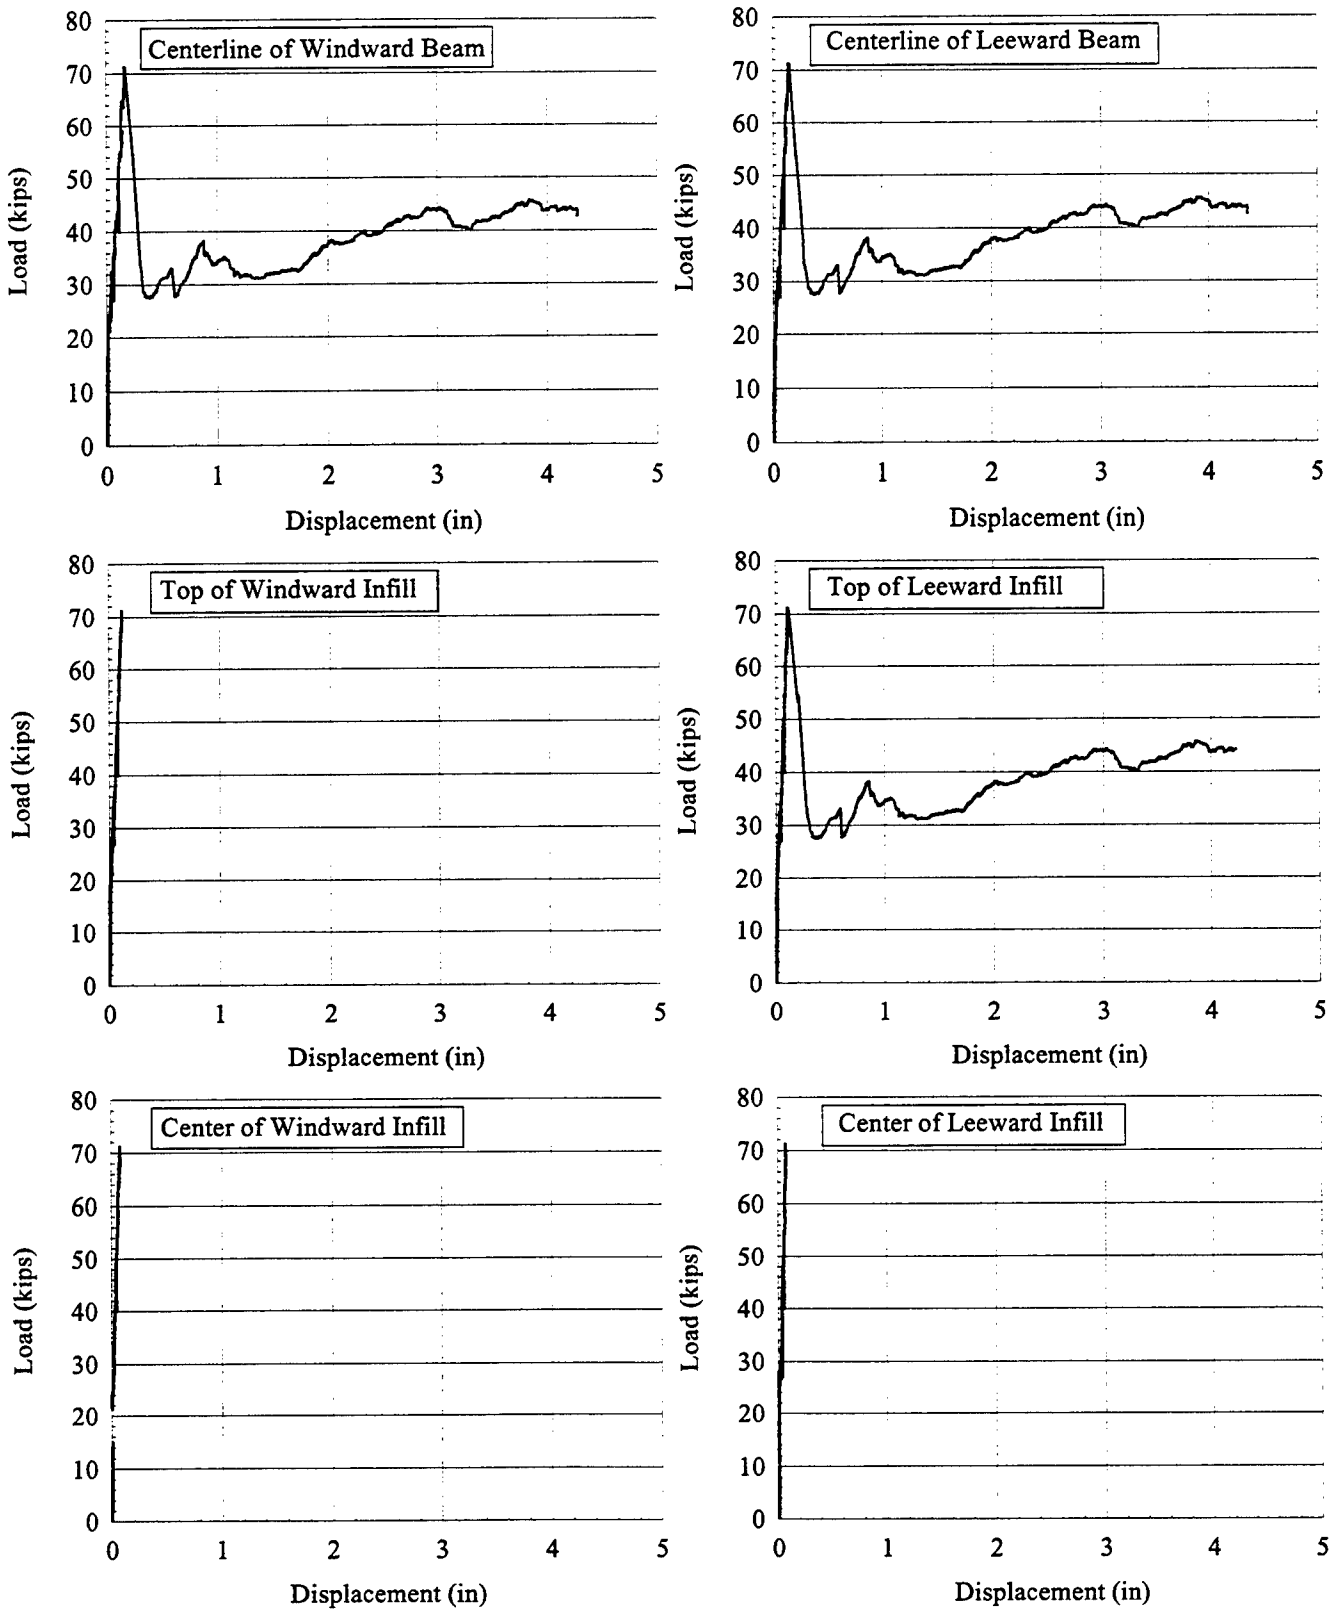 Centerline of Windward Beam
80
70
60
50
40
30
20
10
0
Load (kips)
0 1 2 3 4 5
Displacement (in)
Centerline of Leeward Beam
80
70
60
50
40
30
20
10
0
Load (kips)
0 1 2 3 4 5
Displacement (in)
Top of Windward Infill
80
70
60
50
40
30
20
10
0
Load (kips)
0 1 2 3 4 5
Displacement (in)
Top of Leeward Infill
80
70
60
50
40
30
20
10
0
Load (kips)
0 1 2 3 4 5
Displacement (in)
Center of Windward Infill
80
70
60
50
40
30
20
10
0
Load (kips)
0 1 2 3 4 5
Displacement (in)
Center of Leeward Infill
80
70
60
50
40
30
20
10
0
Load (kips)
0 1 2 3 4 5
Displacement (in)